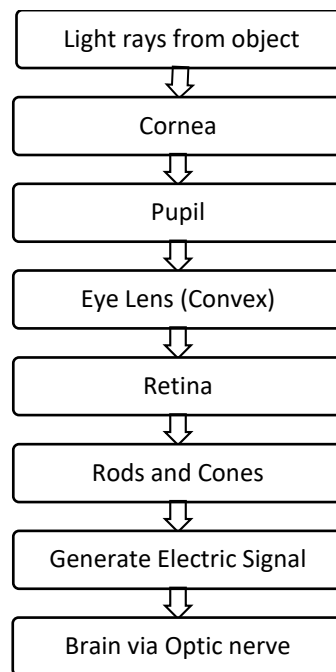 Light rays from object
Cornea
Pupil
Eye Lens (Convex)
Retina
Rods and Cones
Generate Electric Signal
Brain via Optic nerve